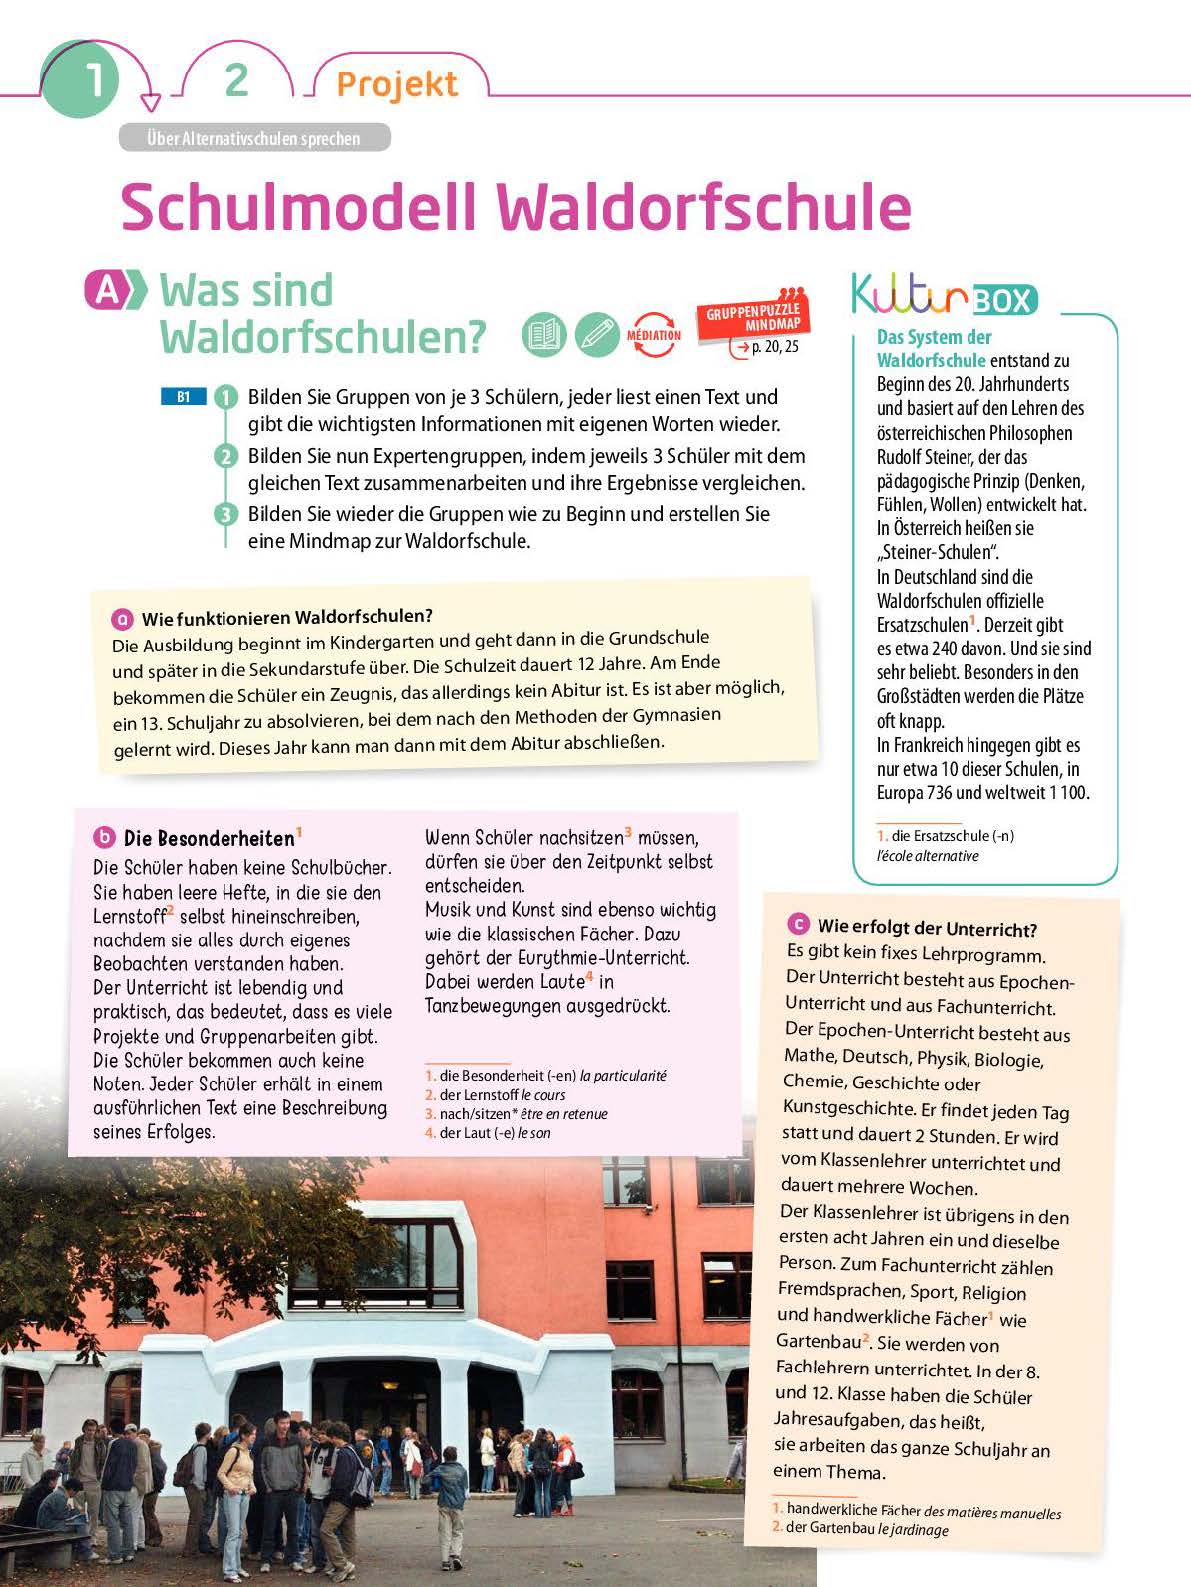 1
2
Projekt
Über Alternativschulen sprechen
Schulmodell Waldorfschule
A
Was sind
Waldorfschulen?
MÉDIATION
GRUPPENPUZZLE
MINDMAP
p. 20, 25
B1
1 Bilden Sie Gruppen von je 3 Schülern, jeder liest einen Text und
gibt die wichtigsten Informationen mit eigenen Worten wieder.
2 Bilden Sie nun Expertengruppen, indem jeweils 3 Schüler mit dem
gleichen Text zusammenarbeiten und ihre Ergebnisse vergleichen.
3 Bilden Sie wieder die Gruppen wie zu Beginn und erstellen Sie
eine Mindmap zur Waldorfschule.
Kultur BOX
Das System der
Waldorfschule entstand zu
Beginn des 20. Jahrhunderts
und basiert auf den Lehren des
österreichischen Philosophen
Rudolf Steiner, der das
pädagogische Prinzip (Denken,
Fühlen, Wollen) entwickelt hat.
In Österreich heißen sie
„Steiner-Schulen“.
In Deutschland sind die
Waldorfschulen offizielle
Ersatzschulen1. Derzeit gibt
es etwa 240 davon. Und sie sind
sehr beliebt. Besonders in den
Großstädten werden die Plätze
oft knapp.
In Frankreich hingegen gibt es
nur etwa 10 dieser Schulen, in
Europa 736 und weltweit 1 100.
1. die Ersatzschule (-n)
l’école alternative
a Wie funktionieren Waldorfschulen?
Die Ausbildung beginnt im Kindergarten und geht dann in die Grundschule
und später in die Sekundarstufe über. Die Schulzeit dauert 12 Jahre. Am Ende
bekommen die Schüler ein Zeugnis, das allerdings kein Abitur ist. Es ist aber möglich,
ein 13. Schuljahr zu absolvieren, bei dem nach den Methoden der Gymnasien
gelernt wird. Dieses Jahr kann man dann mit dem Abitur abschließen.
b Die Besonderheiten1
Die Schüler haben keine Schulbücher.
Sie haben leere Hefte, in die sie den
Lernstoff2 selbst hineinschreiben,
nachdem sie alles durch eigenes
Beobachten verstanden haben.
Der Unterricht ist lebendig und
praktisch, das bedeutet, dass es viele
Projekte und Gruppenarbeiten gibt.
Die Schüler bekommen auch keine
Noten. Jeder Schüler erhält in einem
ausführlichen Text eine Beschreibung
seines Erfolges.
Wenn Schüler nachsitzen3 müssen,
dürfen sie über den Zeitpunkt selbst
entscheiden.
Musik und Kunst sind ebenso wichtig
wie die klassischen Fächer. Dazu
gehört der Eurythmie-Unterricht.
Dabei werden Laute4 in
Tanzbewegungen ausgedrückt.
1. die Besonderheit (-en) la particularité
2. der Lernstoff le cours
3. nach/sitzen* être en retenue
4. der Laut (-e) le son
c Wie erfolgt der Unterricht?
Es gibt kein fixes Lehrprogramm.
Der Unterricht besteht aus Epochen-
Unterricht und aus Fachunterricht.
Der Epochen-Unterricht besteht aus
Mathe, Deutsch, Physik, Biologie,
Chemie, Geschichte oder
Kunstgeschichte. Er findet jeden Tag
statt und dauert 2 Stunden. Er wird
vom Klassenlehrer unterrichtet und
dauert mehrere Wochen.
Der Klassenlehrer ist übrigens in den
ersten acht Jahren ein und dieselbe
Person. Zum Fachunterricht zählen
Fremdsprachen, Sport, Religion
und handwerkliche Fächer1 wie
Gartenbau2. Sie werden von
Fachlehrern unterrichtet. In der 8.
und 12. Klasse haben die Schüler
Jahresaufgaben, das heißt,
sie arbeiten das ganze Schuljahr an
einem Thema.
1. handwerkliche Fächer des matières manuelles
2. der Gartenbau le jardinage